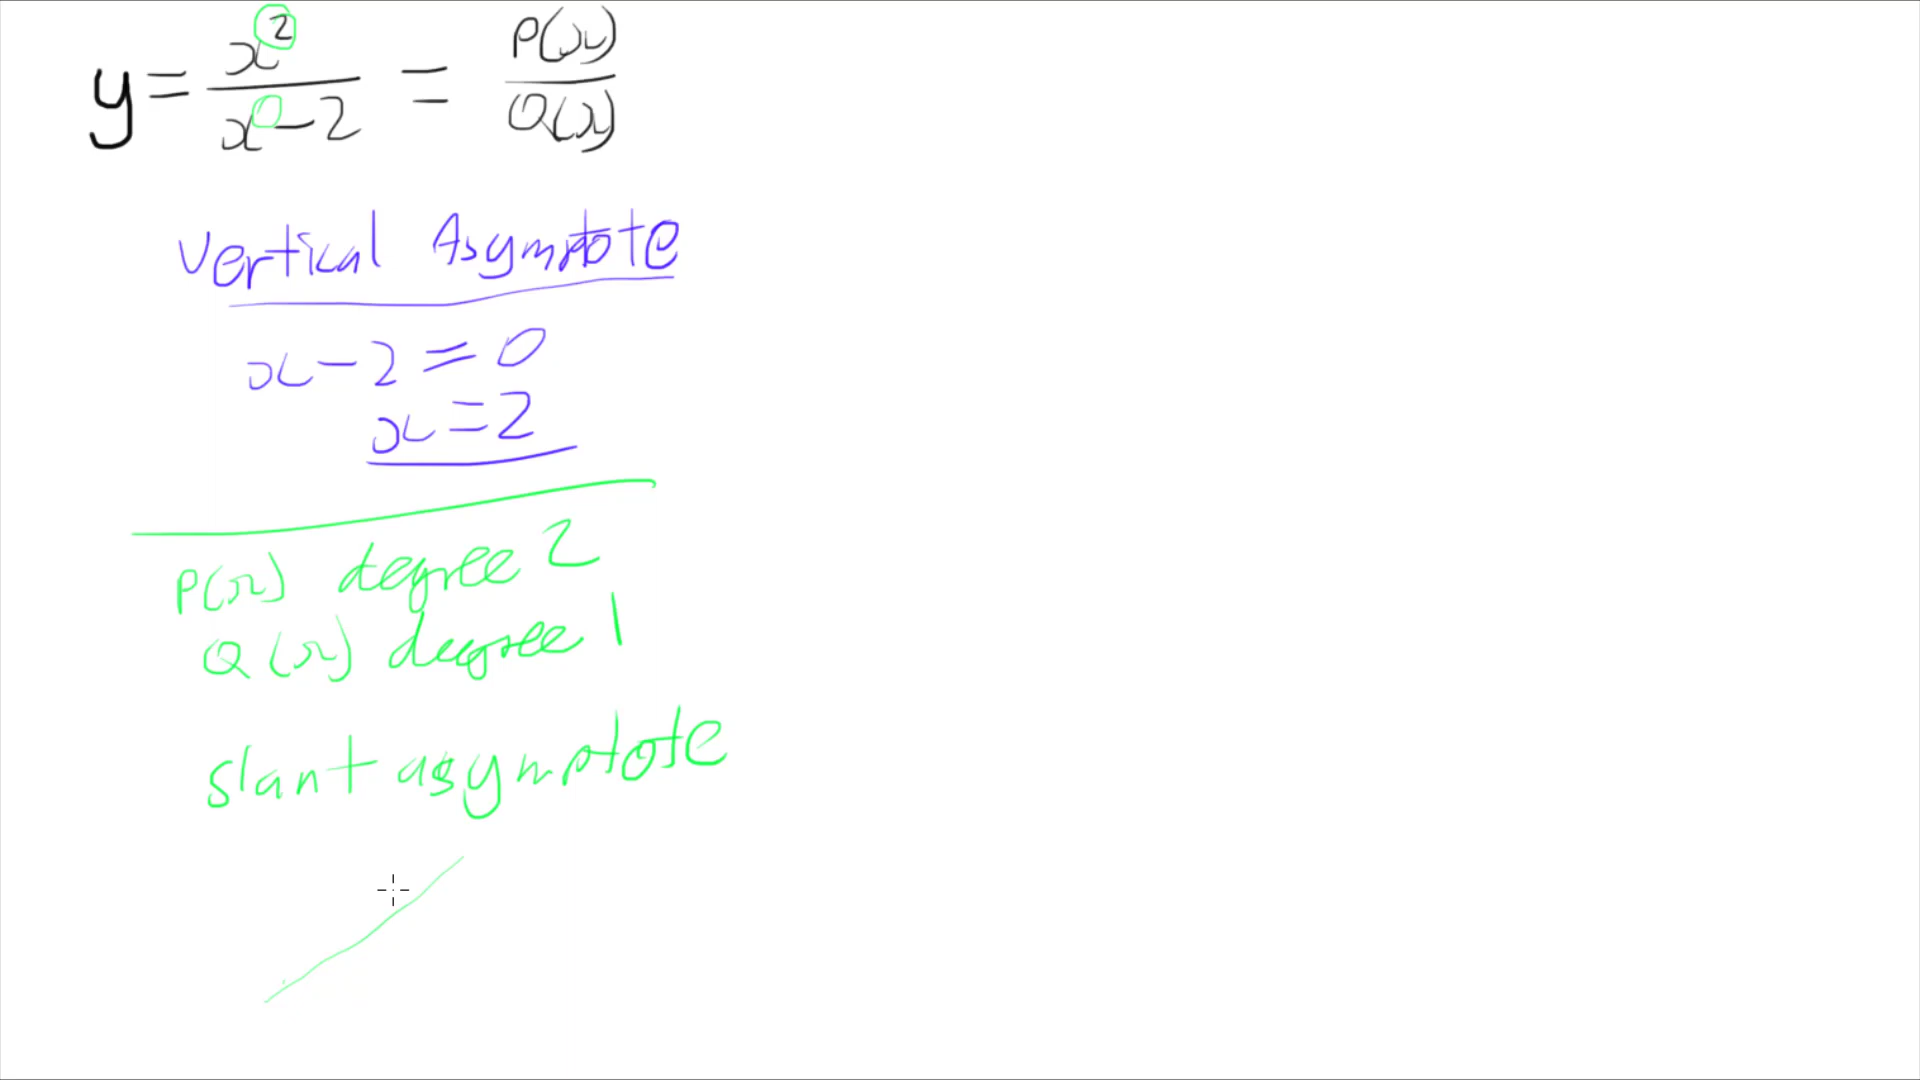 y = x²/(x - 2) = P(x)/Q(x)
Vertical Asymptote
x - 2 = 0
x = 2
P(x) degree 2
Q(x) degree 1
slant asymptote